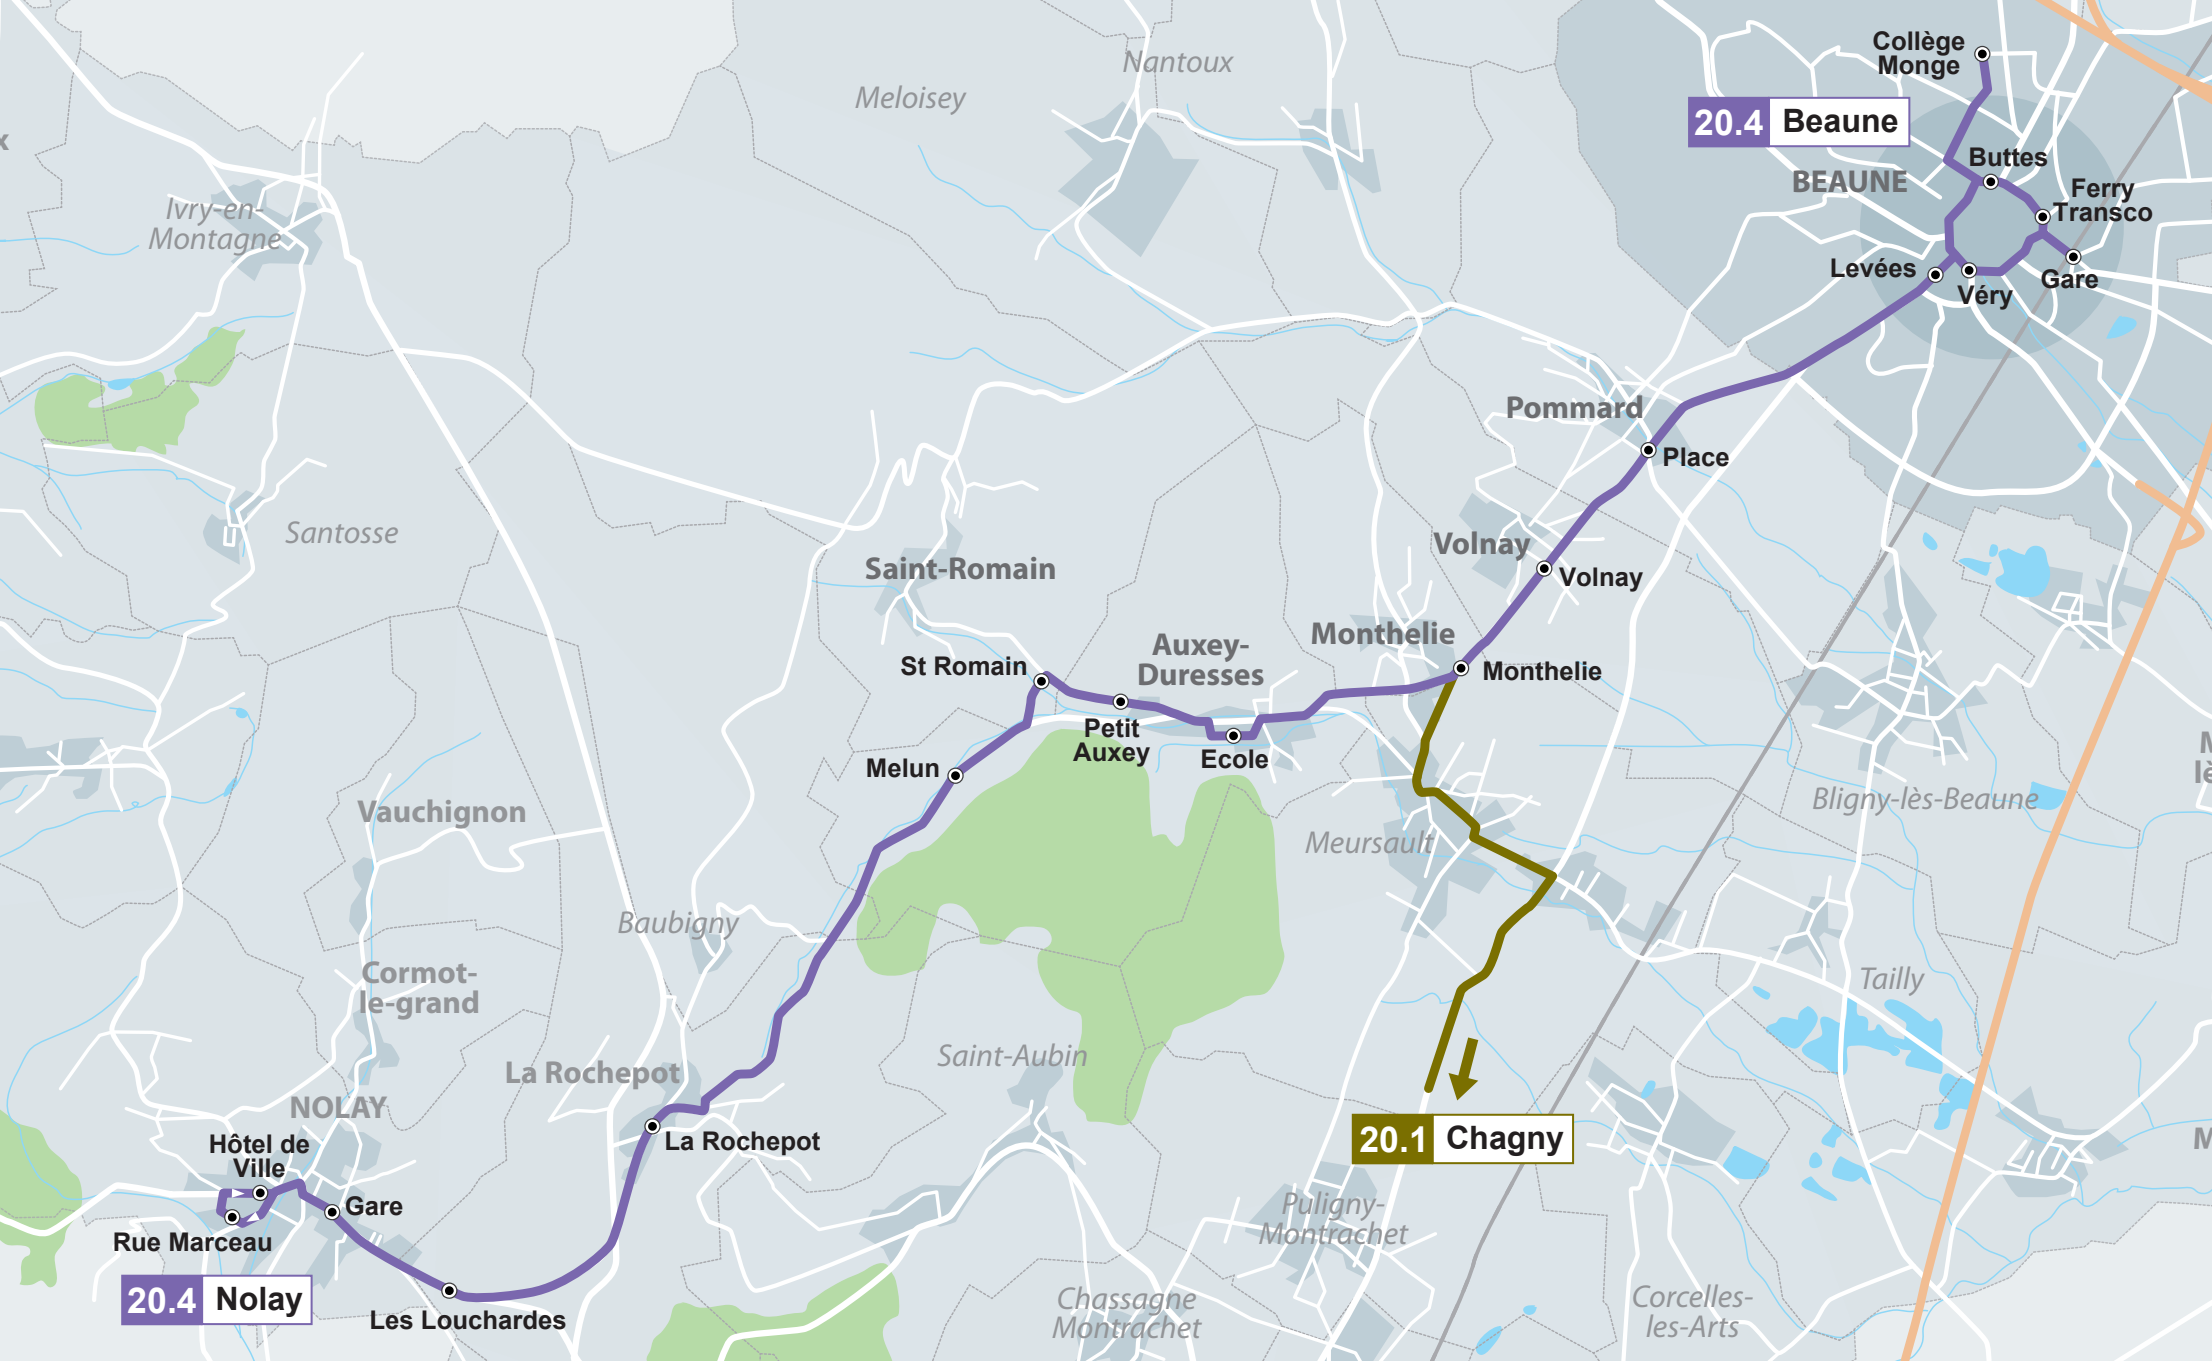 Collège
Monge
Nantoux
Meloisey
20.4 Beaune
Buttes
BEAUNE
Ferry
Transco
Ivry-en-
Montagne
Levées
Gare
Véry
Pommard
Place
Santosse
Volnay
Saint-Romain
Volnay
Monthelie
Auxey-
Duresses
St Romain
Monthelie
Petit
Auxey
Ecole
Melun
Vauchignon
Bligny-lès-Beaune
Meursault
Baubigny
Cormot-
le-grand
Tailly
Saint-Aubin
La Rochepot
NOLAY
20.1 Chagny
Hôtel de
Ville
La Rochepot
Gare
Puligny-
Montrachet
Rue Marceau
20.4 Nolay
Les Louchardes
Chassagne
Montrachet
Corcelles-
les-Arts